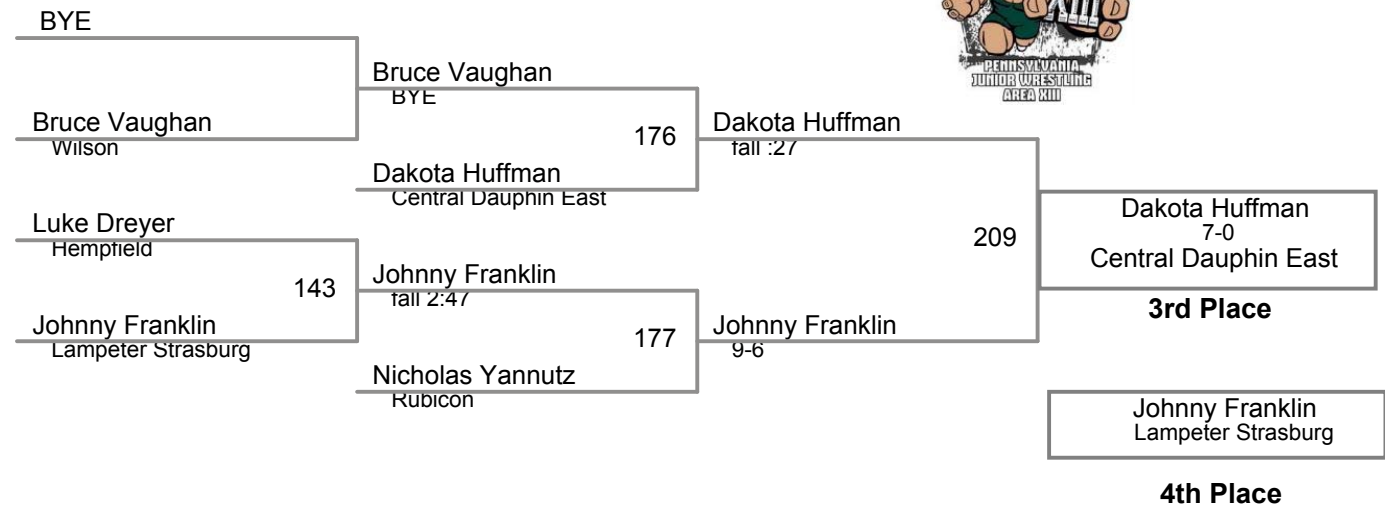 XIII
PENNSYLVANIA
JUNIOR WRESTLING
AREA XIII
BYE
Bruce Vaughan
BYE
Bruce Vaughan
Wilson
176
Dakota Huffman
fall :27
Dakota Huffman
Central Dauphin East
Luke Dreyer
Hempfield
209
Dakota Huffman
7-0
Central Dauphin East
3rd Place
143
Johnny Franklin
fall 2:47
Johnny Franklin
Lampeter Strasburg
177
Johnny Franklin
9-6
Nicholas Yannutz
Rubicon
Johnny Franklin
Lampeter Strasburg
4th Place